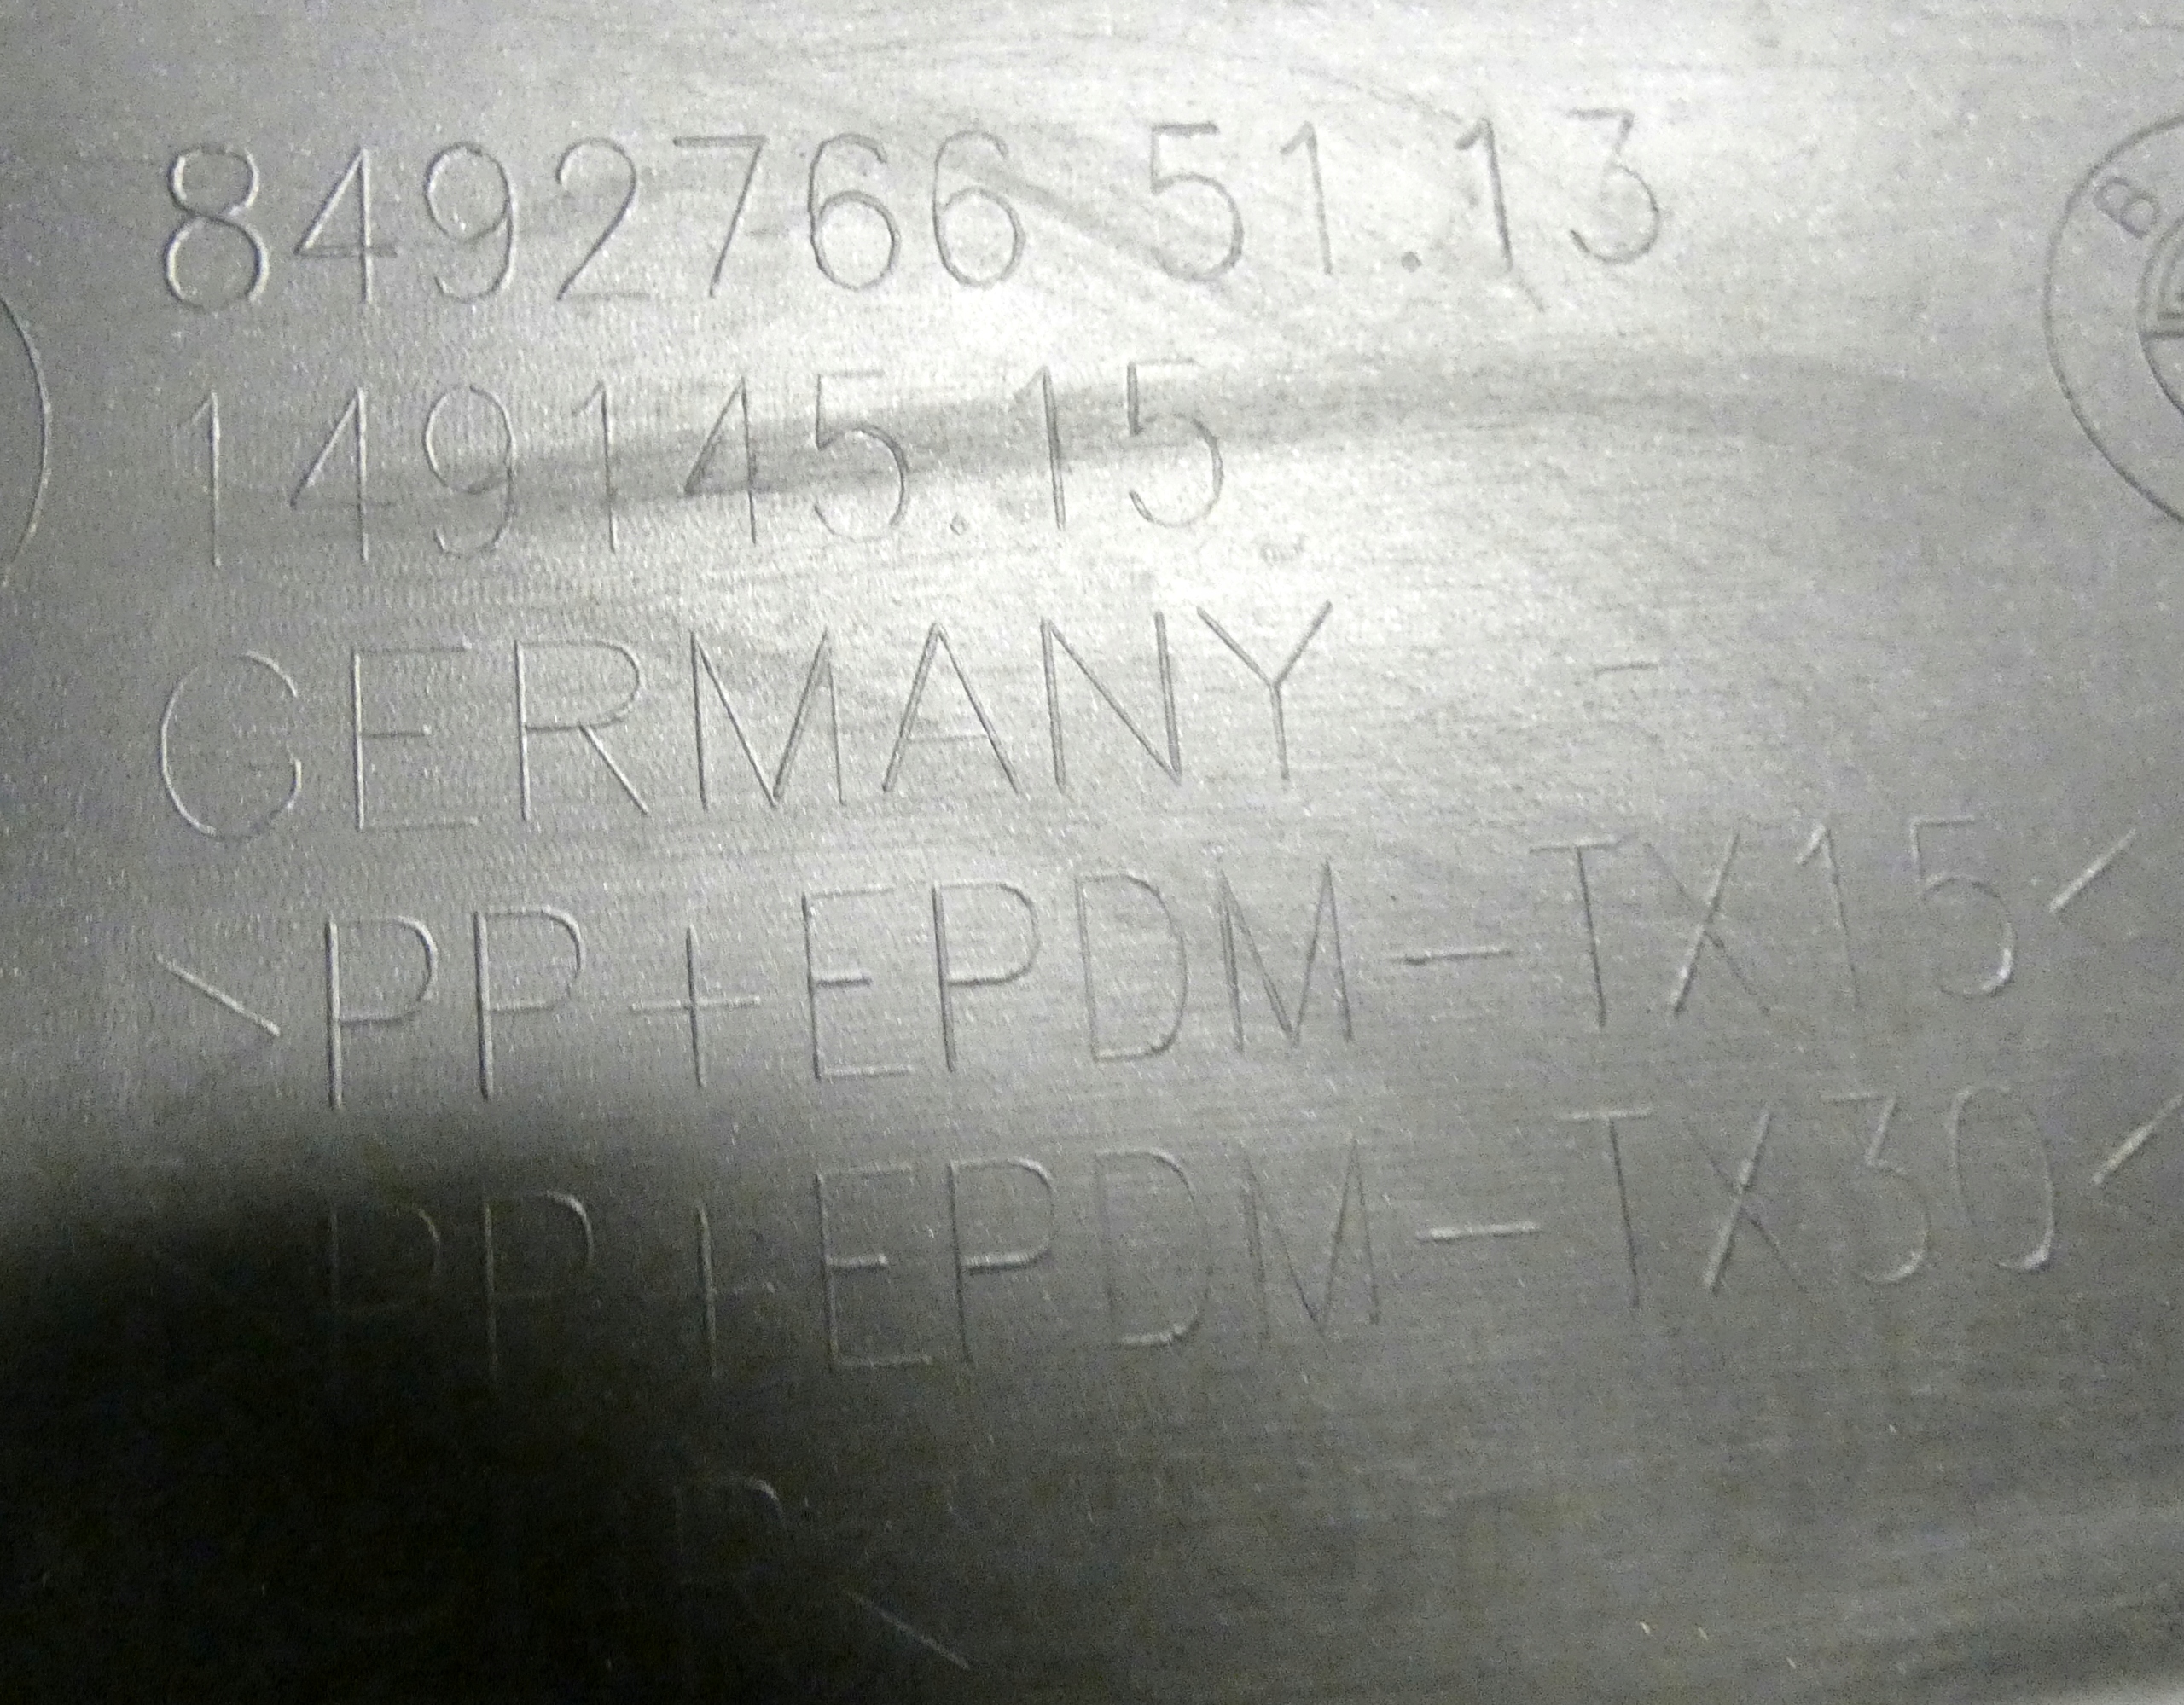 8492766 51.13
B
149145.15
GERMANY
>PP+EPDM-TX15<
>PP+EPDM-TX30<